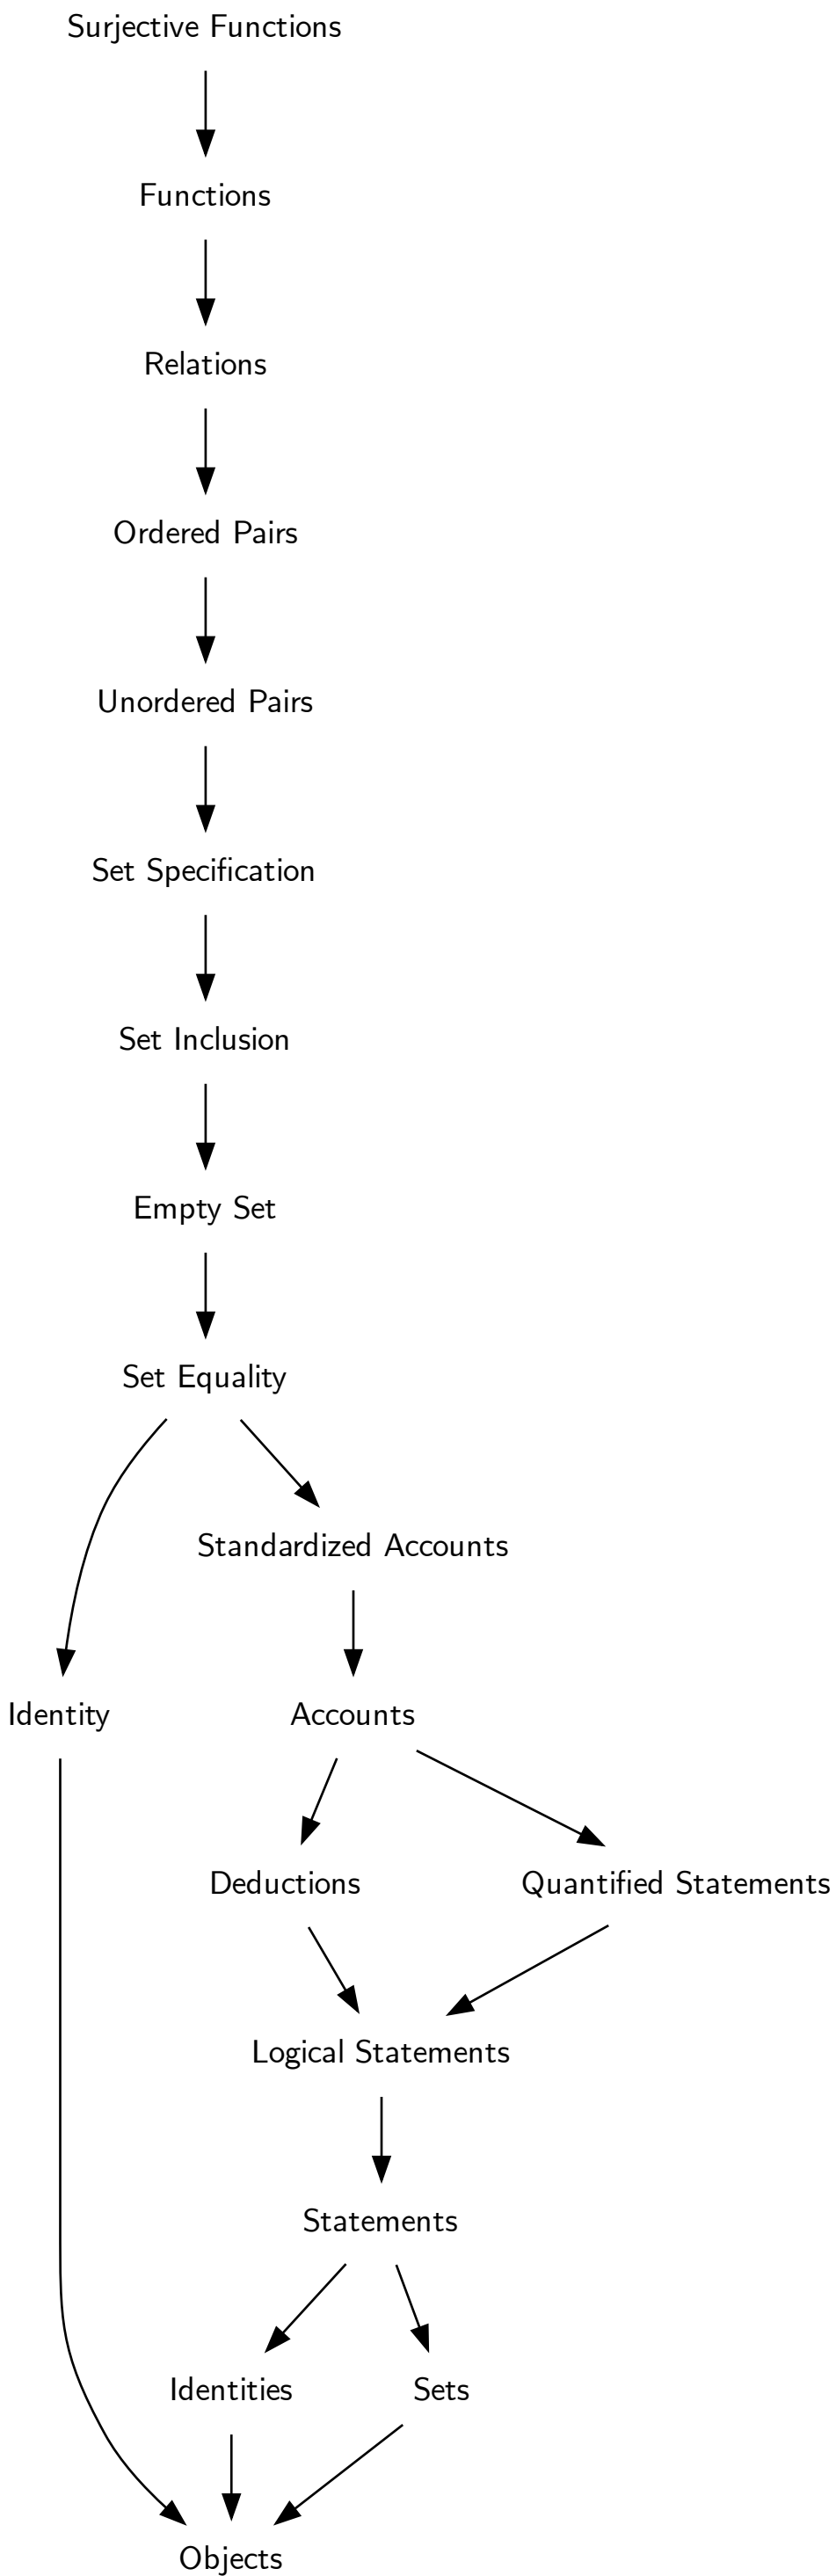 Surjective Functions
Functions
Relations
Ordered Pairs
Unordered Pairs
Set Specification
Set Inclusion
Empty Set
Set Equality
Standardized Accounts
Identity
Accounts
Deductions
Quantified Statements
Logical Statements
Statements
Identities
Sets
Objects